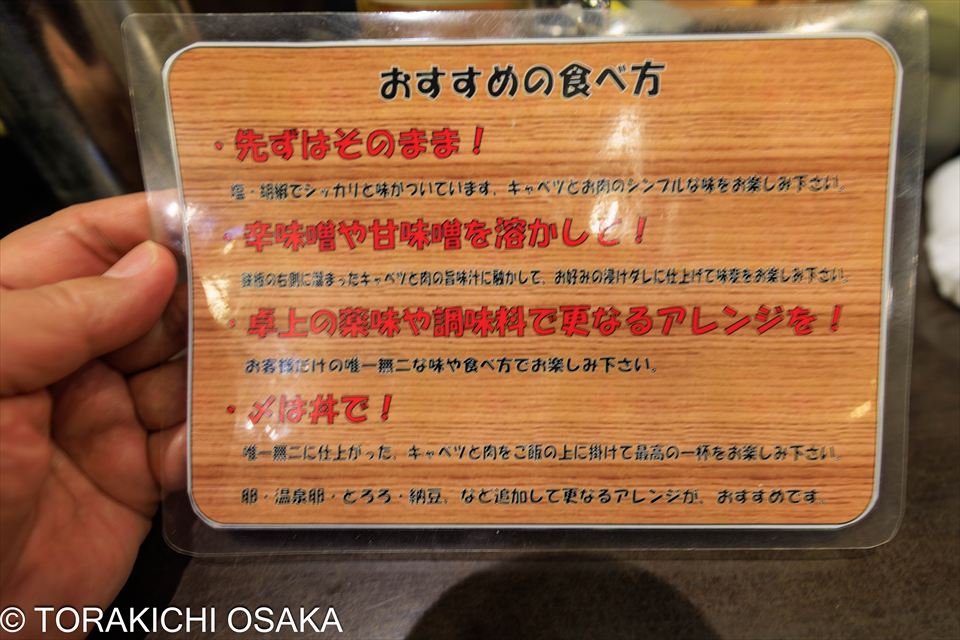 おすすめの食べ方
・先ずはそのまま!
塩・胡椒でシッカリと味がついています。キャベツとお肉のシンプルな味をお楽しみ下さい。
・辛味噌や甘味噌を溶かしと!
鉄板の右側に溜まったキャベツと肉の旨味汁に融かして、お好みの浸けダレに仕上げて味変をお楽しみ下さい。
・卓上の薬味や調味料で更なるアレンジを!
お客様だけの唯一無二な味や食べ方でお楽しみ下さい。
・〆は丼で!
唯一無二に仕上がった、キャベツと肉をご飯の上に掛けて最高の一杯をお楽しみ下さい。
卵・温泉卵・とろろ・納豆。など追加して更なるアレンジが、おすすめです。
© TORAKICHI OSAKA